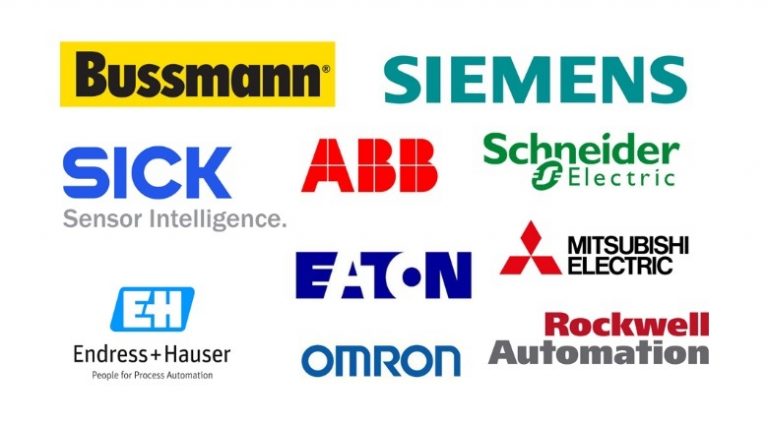 Bussmann®
SIEMENS
SICK
Sensor Intelligence.
ABB
Schneider
Electric
EATON
MITSUBISHI
ELECTRIC
EH
Endress+Hauser
People for Process Automation
OMRON
Rockwell
Automation